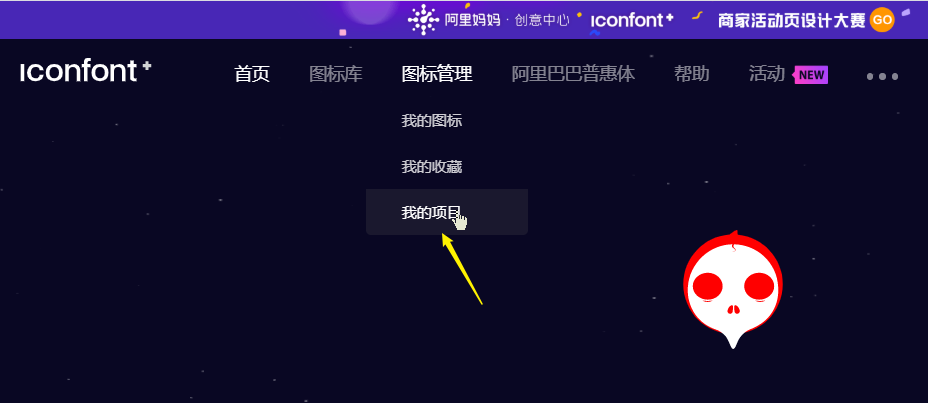 阿里妈妈·创意中心 iconfont+ 商家活动页设计大赛 GO
iconfont+ 首页 图标库 图标管理 阿里巴巴普惠体 帮助 活动 NEW
我的图标
我的收藏
我的项目